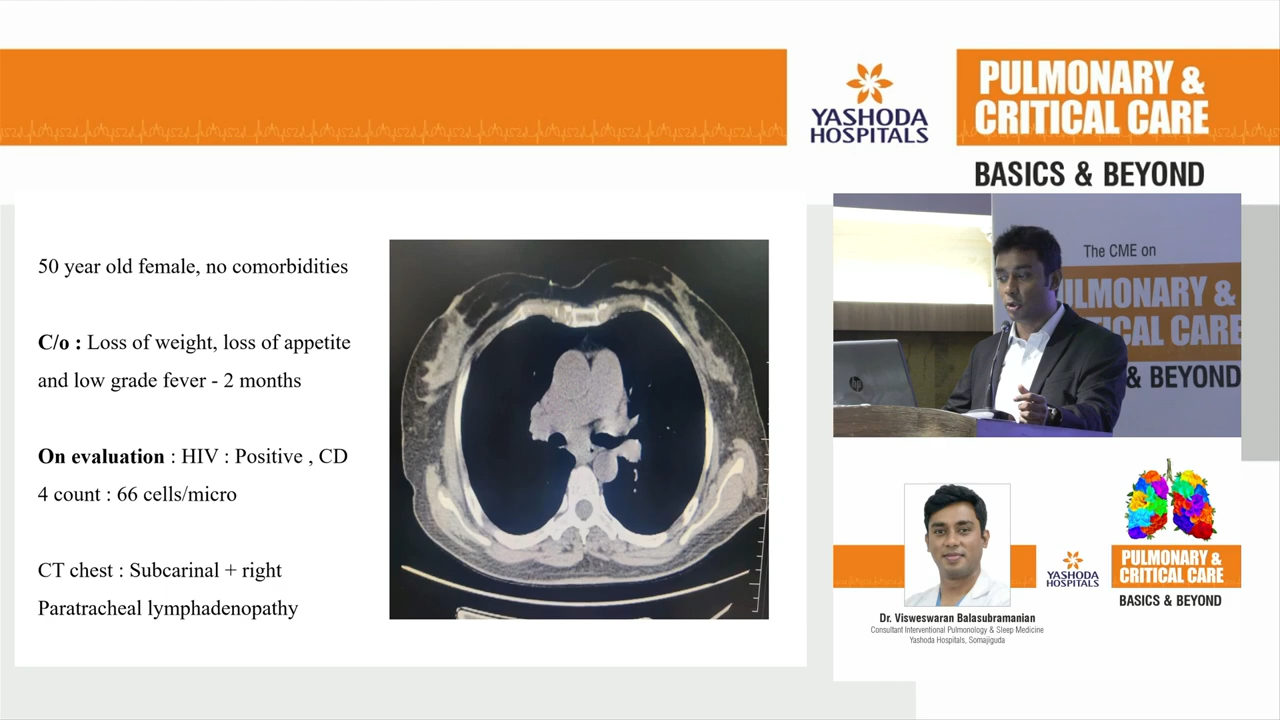 YASHODA
HOSPITALS
PULMONARY &
CRITICAL CARE
BASICS & BEYOND
50 year old female, no comorbidities
C/o : Loss of weight, loss of appetite
and low grade fever - 2 months
On evaluation : HIV : Positive , CD
4 count : 66 cells/micro
CT chest : Subcarinal + right
Paratracheal lymphadenopathy
The CME on
ULMONARY &
ICAL CARE
& BEYOND
hp
Dr. Visweswaran Balasubramanian
Consultant Interventional Pulmonology & Sleep Medicine
Yashoda Hospitals, Somajiguda
YASHODA
HOSPITALS
PULMONARY &
CRITICAL CARE
BASICS & BEYOND